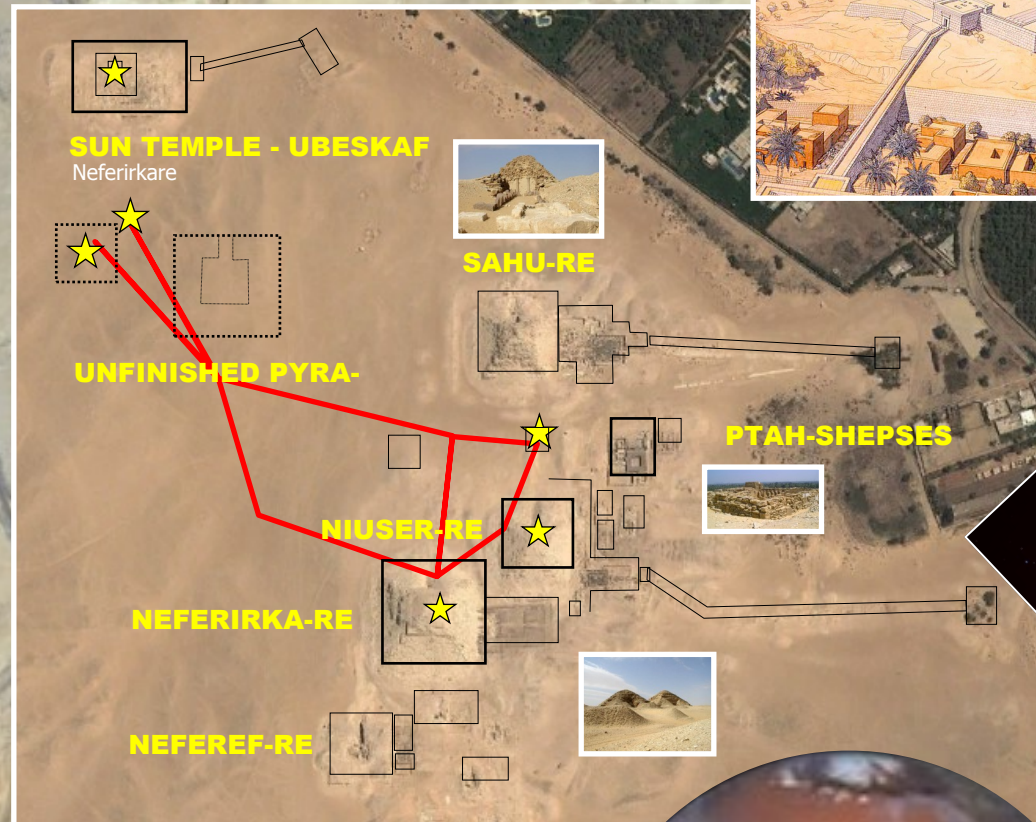 SUN TEMPLE - UBESKAF
Neferirkare
SAHU-RE
UNFINISHED PYRA-
PTAH-SHEPSES
NIUSER-RE
NEFERIRKA-RE
NEFEREF-RE